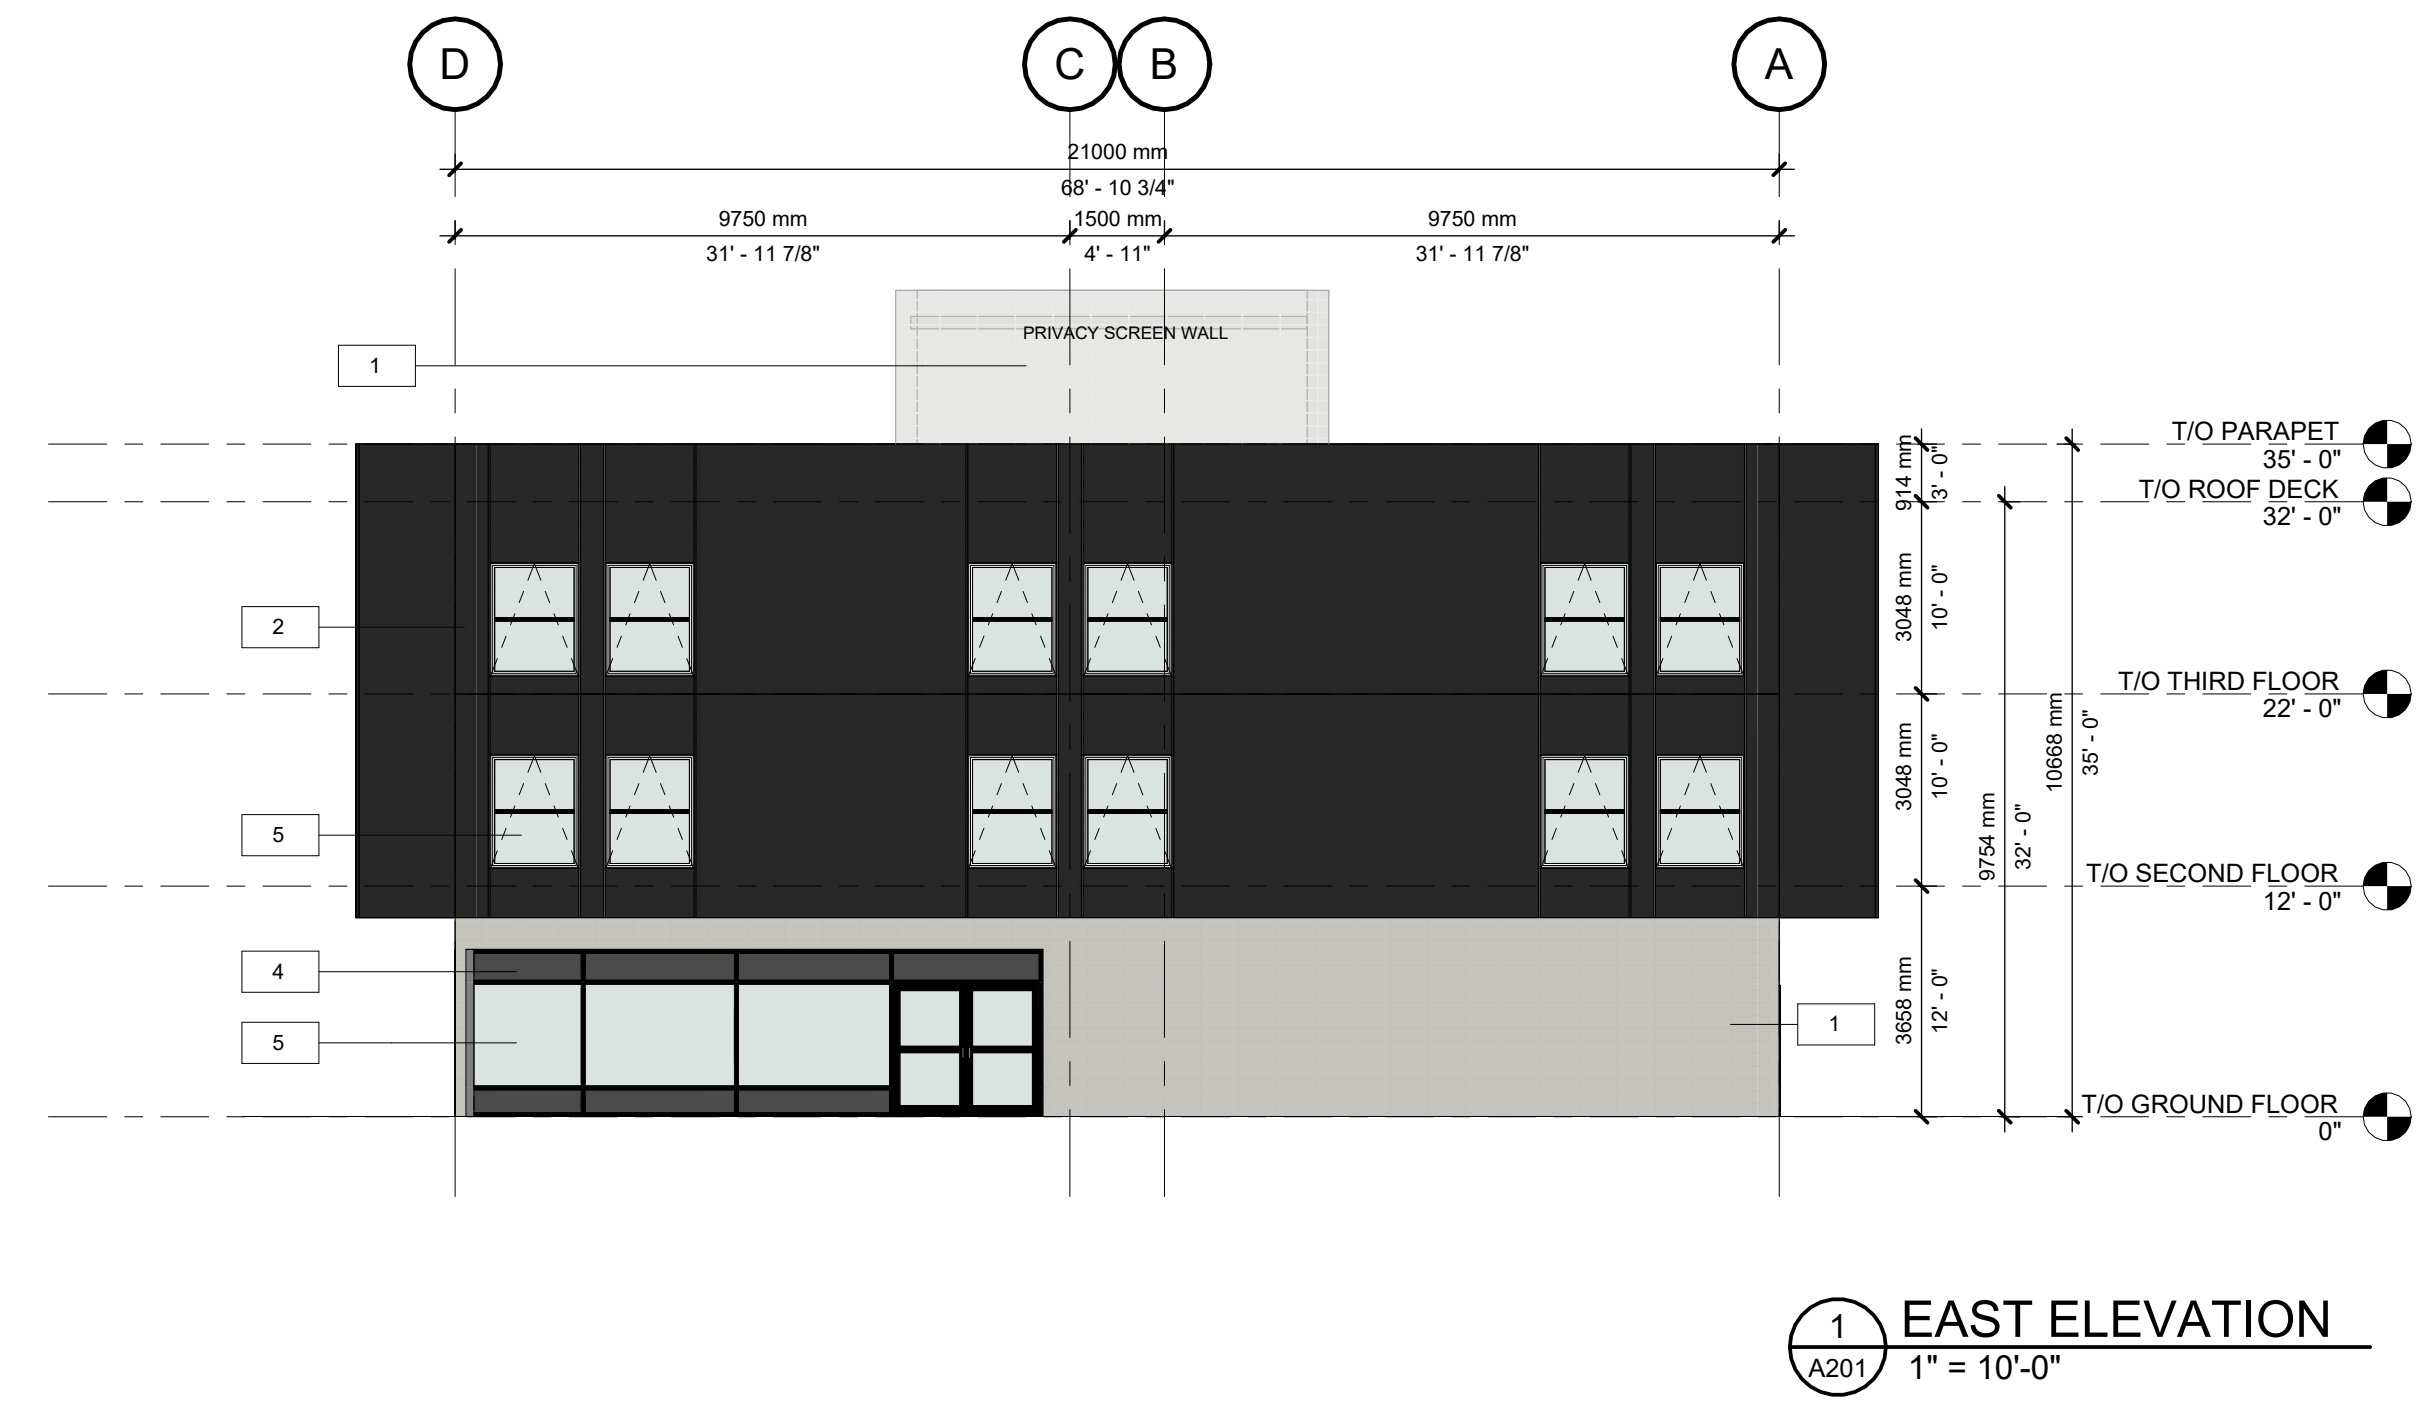 D
C
B
A
21000 mm
68' - 10 3/4"
9750 mm
1500 mm
9750 mm
31' - 11 7/8"
4' - 11"
31' - 11 7/8"
PRIVACY SCREEN WALL
1
T/O PARAPET
35' - 0"
914 mm
3' - 0"
T/O ROOF DECK
32' - 0"
3048 mm
10' - 0"
2
T/O THIRD FLOOR
22' - 0"
10668 mm
35' - 0"
3048 mm
10' - 0"
9754 mm
32' - 0"
5
T/O SECOND FLOOR
12' - 0"
4
3658 mm
12' - 0"
5
1
T/O GROUND FLOOR
0"
1
A201
EAST ELEVATION
1" = 10'-0"